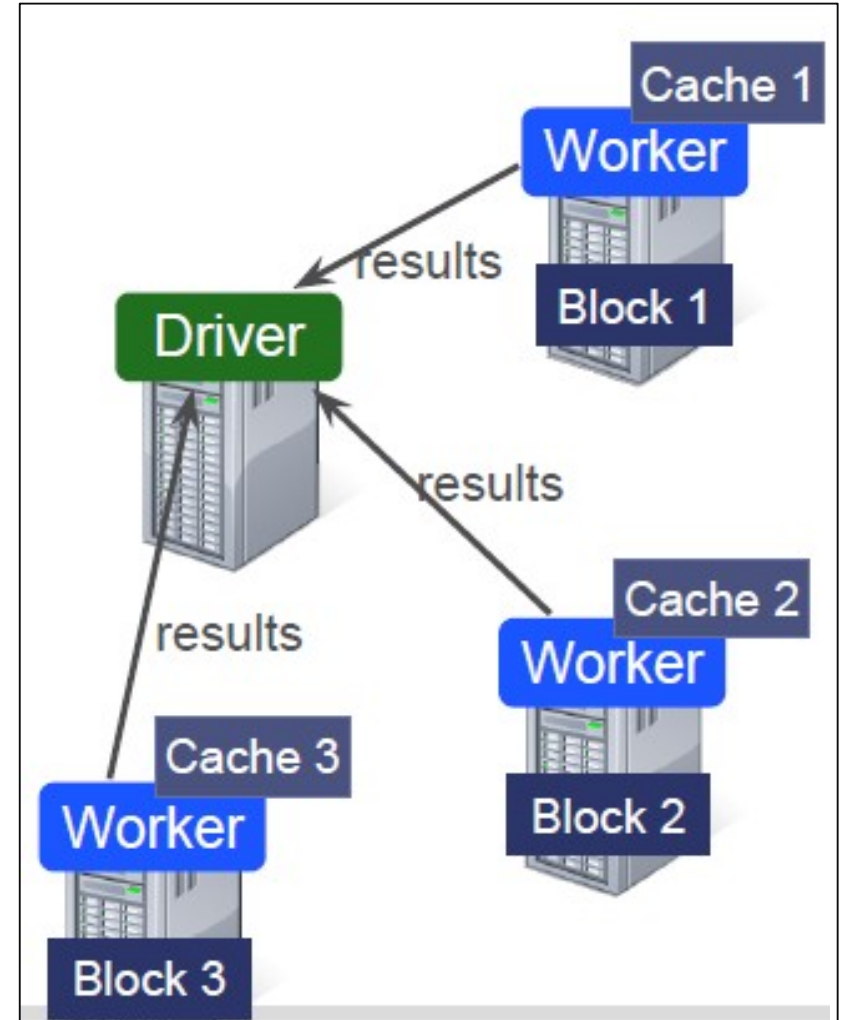 Cache 1
Worker
results
Block 1
Driver
results
Cache 2
Worker
results
Block 2
Cache 3
Worker
Block 3